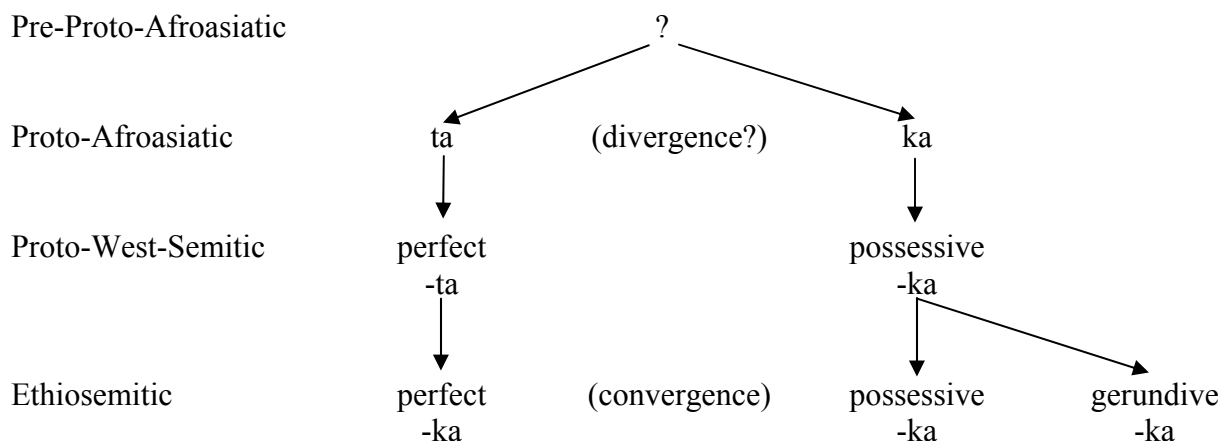 Pre-Proto-Afroasiatic ?
Proto-Afroasiatic ta (divergence?) ka
Proto-West-Semitic perfect possessive
-ta -ka
Ethiosemitic perfect (convergence) possessive gerundive
-ka -ka -ka